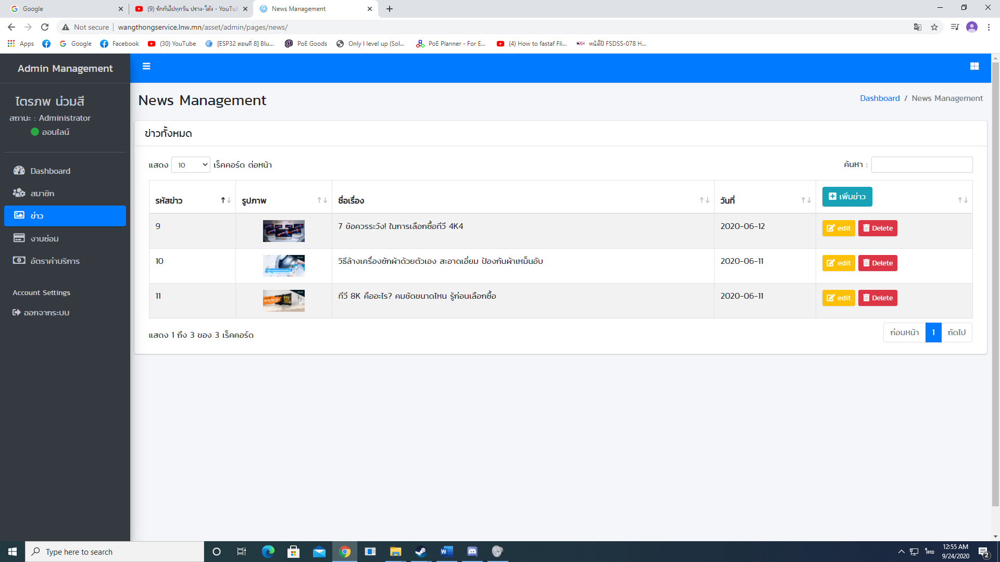 Google
(9) รักกันไปทุกวัน ปราง-โต้ง - YouTu
News Management
Not secure
wangthongservice.lnw.mn/asset/admin/pages/news/
Apps
Google
Facebook
(30) YouTube
[ESP32 ตอนที่ 8] Blu...
PoE Goods
Only I level up (Sol...
PoE Planner - For E...
(4) How to fastaf Fli...
หนังโป๊ FSDSS-078 H...
Admin Management
ไตรภพ น่วมสี
สถานะ : Administrator
ออนไลน์
Dashboard
สมาชิก
ข่าว
งานซ่อม
อัตราค่าบริการ
Account Settings
ออกจากระบบ
News Management
Dashboard / News Management
ข่าวทั้งหมด
แสดง 10 เร็คคอร์ด ต่อหน้า
ค้นหา :
รหัสข่าว รูปภาพ ชื่อเรื่อง วันที่ เพิ่มข่าว
9 7 ข้อควรระวัง! ในการเลือกซื้อทีวี 4K4 2020-06-12 edit Delete
10 วิธีล้างเครื่องซักผ้าด้วยตัวเอง สะอาดเอี่ยม ป้องกันผ้าเหม็นอับ 2020-06-11 edit Delete
11 ทีวี 8K คืออะไร? คมชัดขนาดไหน รู้ก่อนเลือกซื้อ 2020-06-11 edit Delete
แสดง 1 ถึง 3 ของ 3 เร็คคอร์ด
ก่อนหน้า 1 ถัดไป
Type here to search
ไทย
12:55 AM
9/24/2020
2